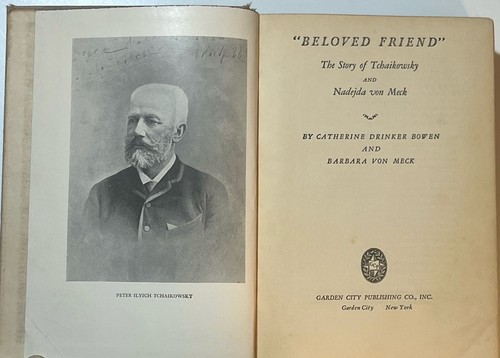 PETER ILYICH TCHAIKOWSKY
"BELOVED FRIEND"
The Story of Tchaikowsky
AND
Nadejda von Meck
BY CATHERINE DRINKER BOWEN
AND
BARBARA VON MECK
GARDEN CITY PUBLISHING CO., INC.
Garden City New York